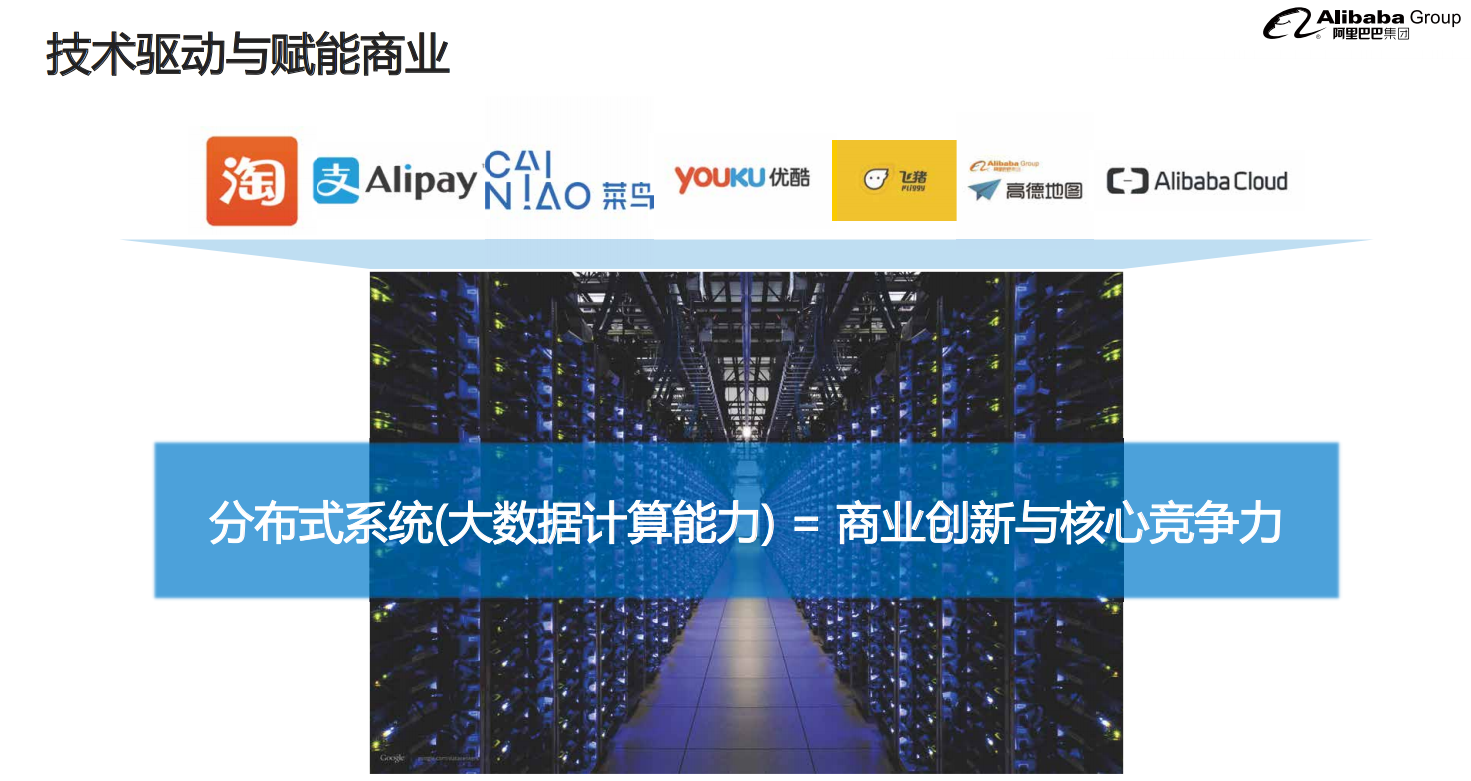 技术驱动与赋能商业
Alibaba Group
阿里巴巴集团
淘
支 Alipay
CAI
NIAO 菜鸟
YOUKU 优酷
飞猪
Fliggy
Alibaba Group
高德地图
Alibaba Cloud
分布式系统(大数据计算能力) = 商业创新与核心竞争力
Google